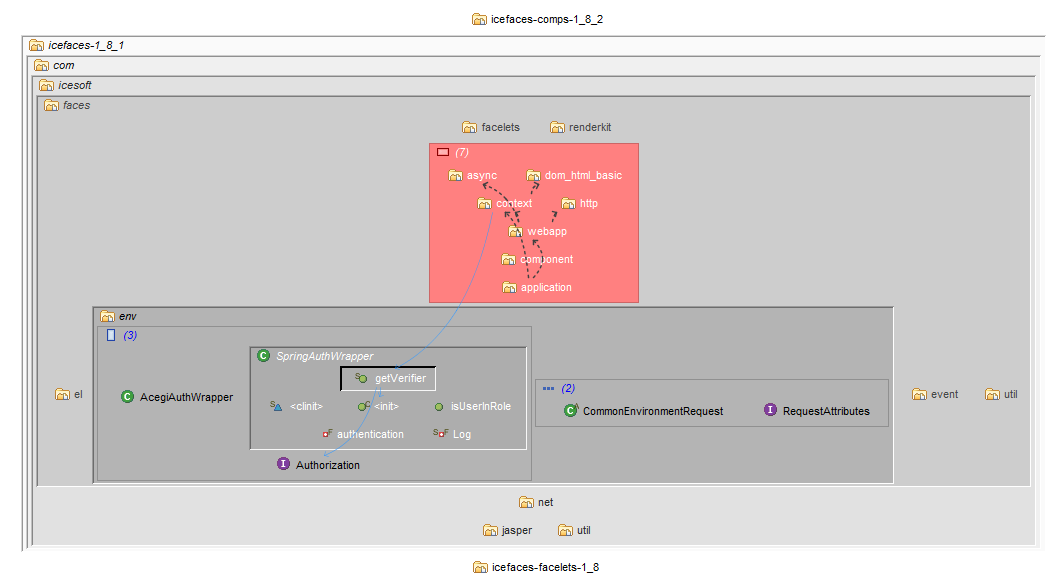 icefaces-comps-1_8_2
icefaces-1_8_1
com
icesoft
faces
facelets renderkit
(7)
async dom_html_basic
context http
webapp
component
application
env
(3)
C SpringAuthWrapper
S getVerifier
(2)
el C AcegiAuthWrapper S <clinit> C <init> isUserInRole C A CommonEnvironmentRequest I RequestAttributes event util
F authentication S F Log
I Authorization
net
jasper util
icefaces-facelets-1_8